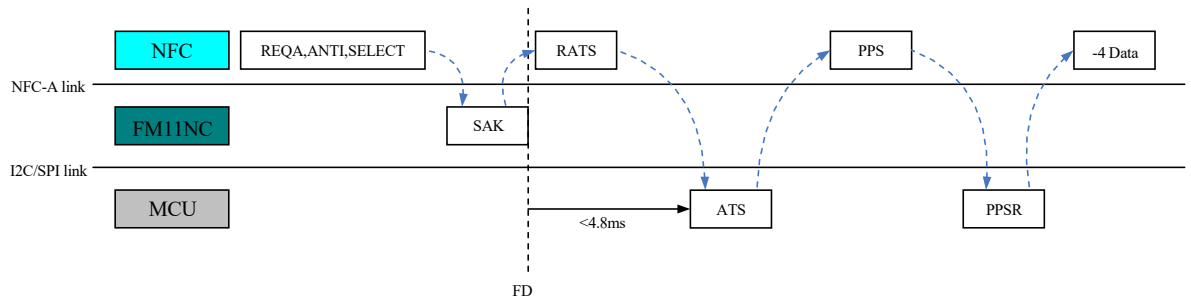 NFC
REQA,ANTI,SELECT
RATS
PPS
-4 Data
NFC-A link
FM11NC
SAK
I2C/SPI link
MCU
ATS
PPSR
<4.8ms
FD